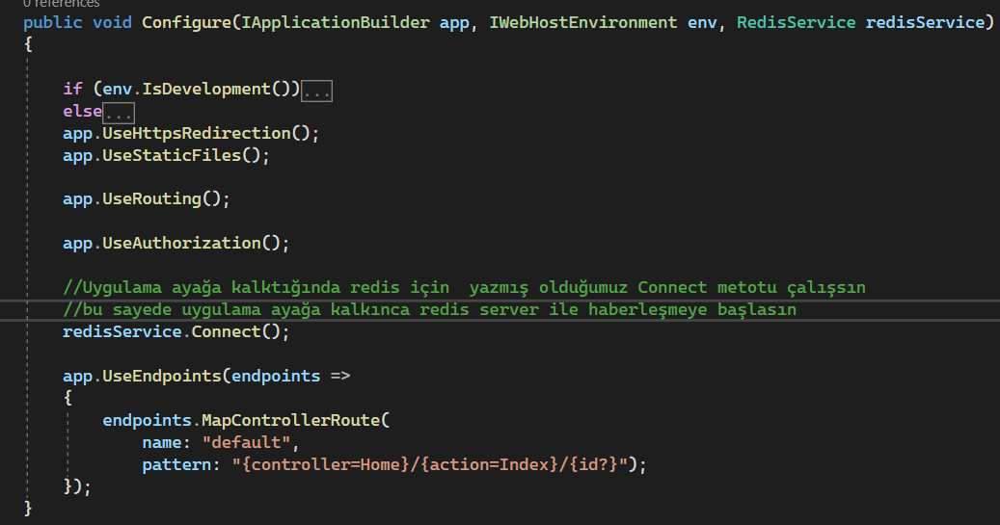 0 references
public void Configure(IApplicationBuilder app, IWebHostEnvironment env, RedisService redisService)
{
if (env.IsDevelopment())...
else...
app.UseHttpsRedirection();
app.UseStaticFiles();
app.UseRouting();
app.UseAuthorization();
//Uygulama ayağa kalktığında redis için  yazmış olduğumuz Connect metotu çalışsın
//bu sayede uygulama ayağa kalkınca redis server ile haberleşmeye başlasın
redisService.Connect();
app.UseEndpoints(endpoints =>
{
endpoints.MapControllerRoute(
name: "default",
pattern: "{controller=Home}/{action=Index}/{id?}");
});
}